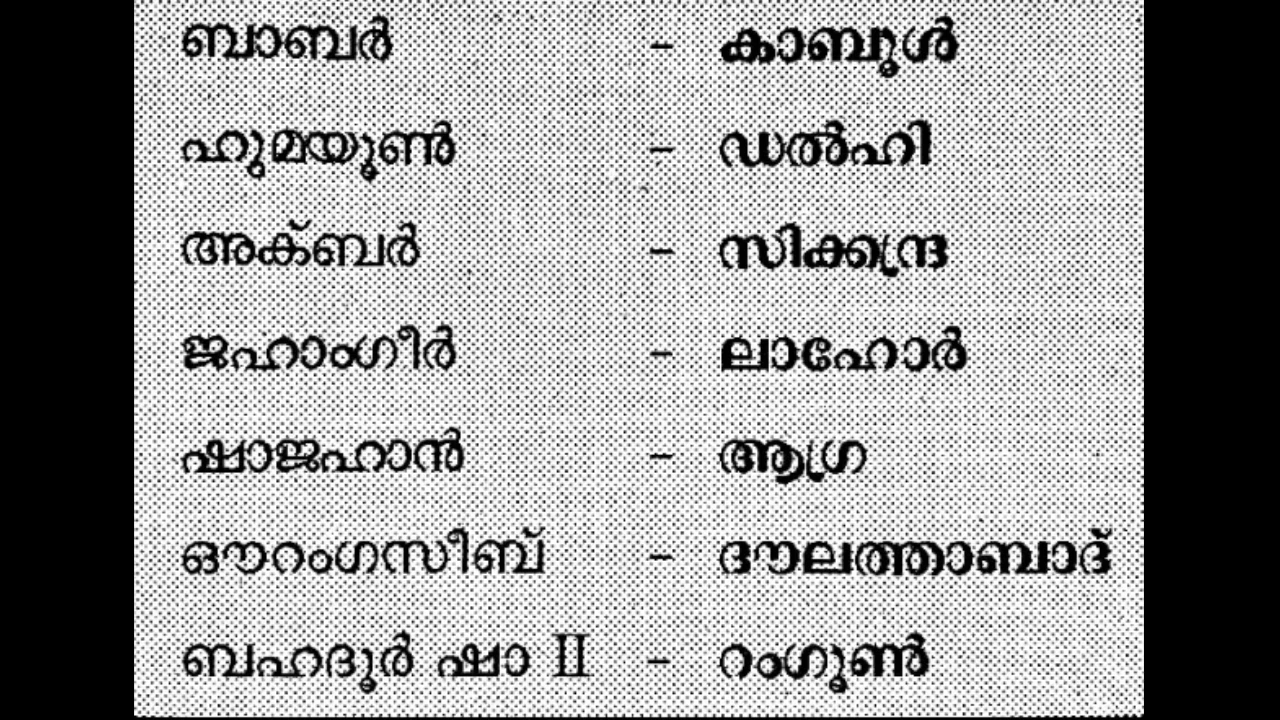 ബാബർ - കാബൂൾ
ഹുമയൂൺ - ഡൽഹി
അക്ബർ - സിക്കന്ദ്ര
ജഹാംഗീർ - ലാഹോർ
ഷാജഹാൻ - ആഗ്ര
ഔറംഗസീബ് - ദൗലത്താബാദ്
ബഹദൂർ ഷാ II - റംഗൂൺ